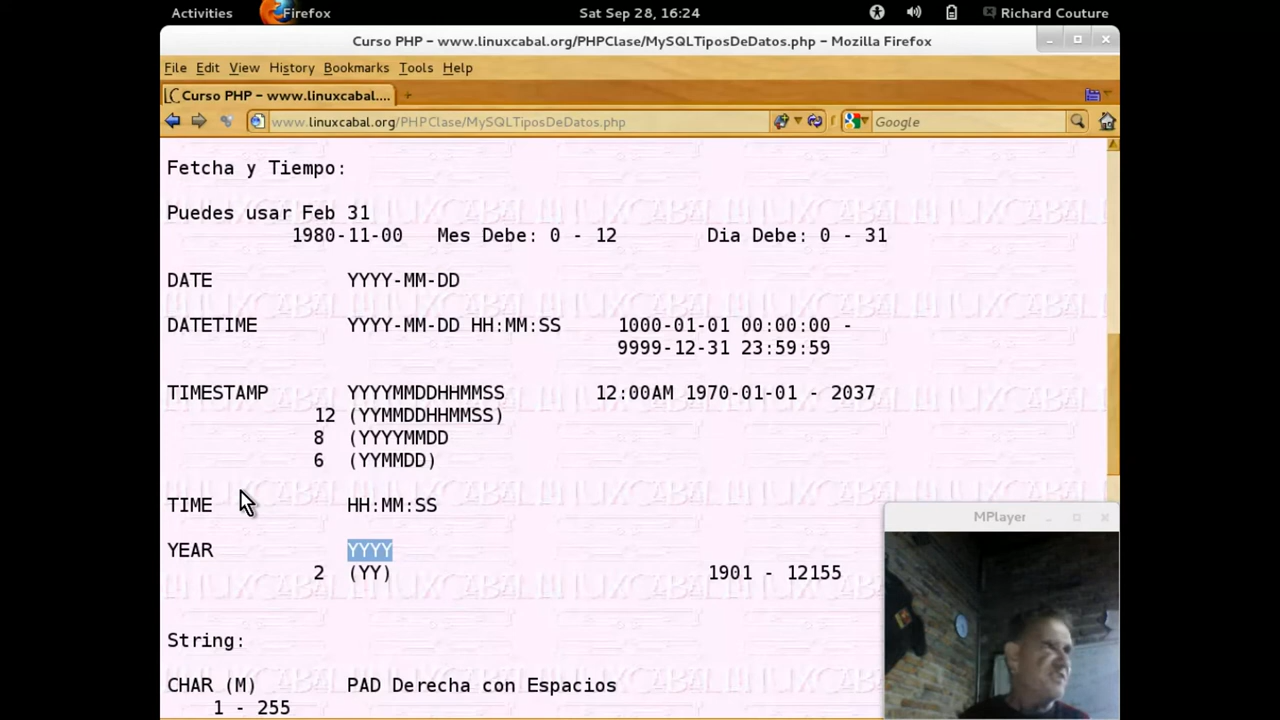 Activities Firefox Sat Sep 28, 16:24 Richard Couture
Curso PHP - www.linuxcabal.org/PHPClase/MySQLTiposDeDatos.php - Mozilla Firefox
File Edit View History Bookmarks Tools Help
Curso PHP - www.linuxcabal....
www.linuxcabal.org/PHPClase/MySQLTiposDeDatos.php Google
Fetcha y Tiempo:
Puedes usar Feb 31
1980-11-00 Mes Debe: 0 - 12 Dia Debe: 0 - 31
DATE YYYY-MM-DD
DATETIME YYYY-MM-DD HH:MM:SS 1000-01-01 00:00:00 -
9999-12-31 23:59:59
TIMESTAMP YYYYMMDDHHMMSS 12:00AM 1970-01-01 - 2037
12 (YYMMDDHHMMSS)
8 (YYYYMMDD
6 (YYMMDD)
TIME HH:MM:SS
MPlayer
YEAR YYYY
2 (YY) 1901 - 12155
String:
CHAR (M) PAD Derecha con Espacios
1 - 255